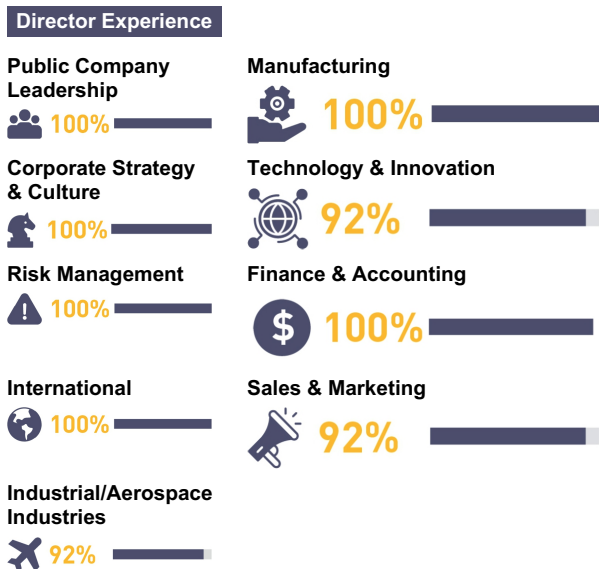 Director Experience
Public Company
Leadership
100%
Manufacturing
100%
Corporate Strategy
& Culture
100%
Technology & Innovation
92%
Risk Management
100%
Finance & Accounting
$ 100%
International
100%
Sales & Marketing
92%
Industrial/Aerospace
Industries
92%